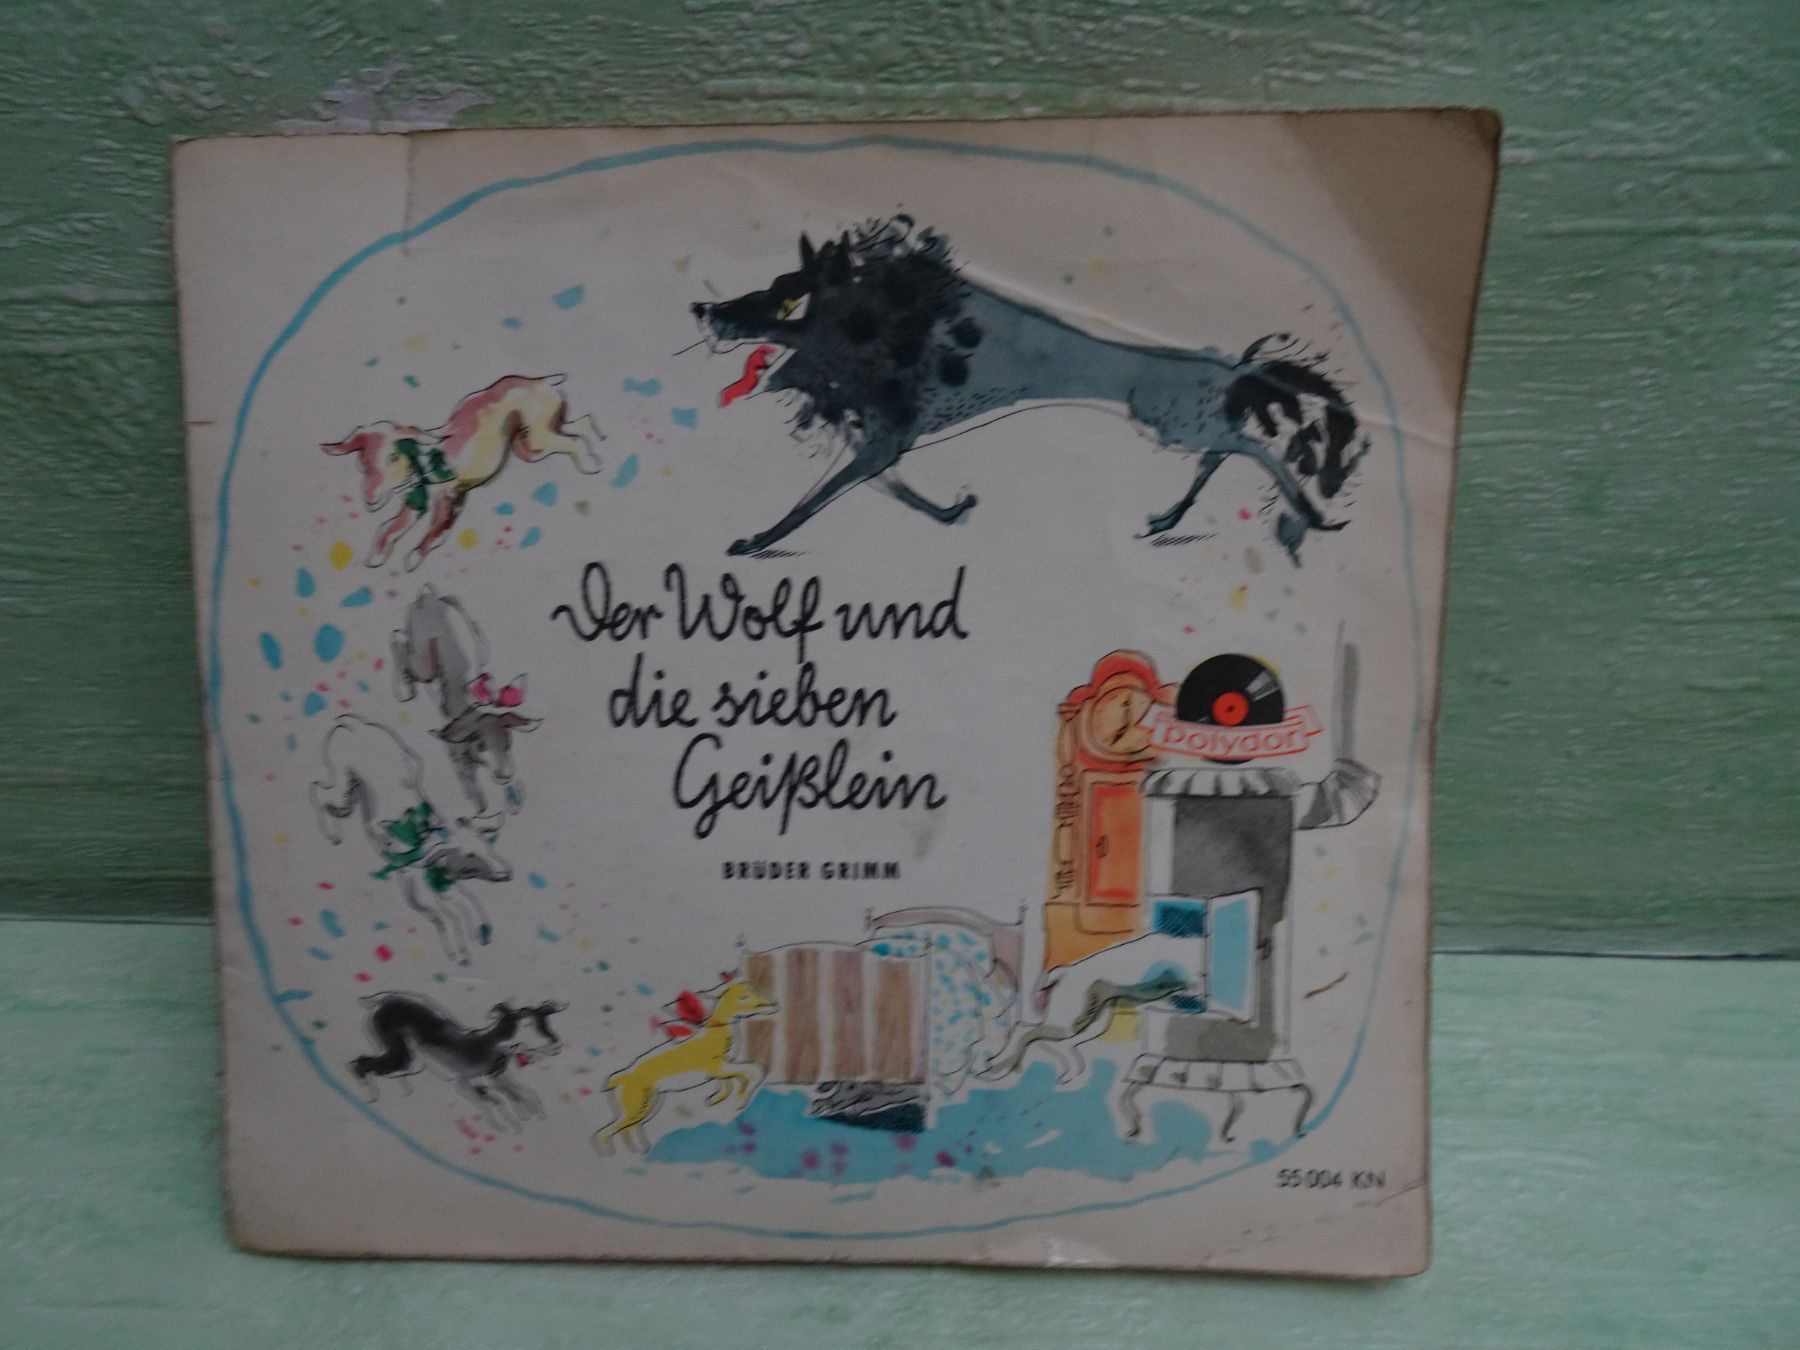 Der Wolf und
die sieben
Geißlein
BRÜDER GRIMM
polydor
55 004 KN